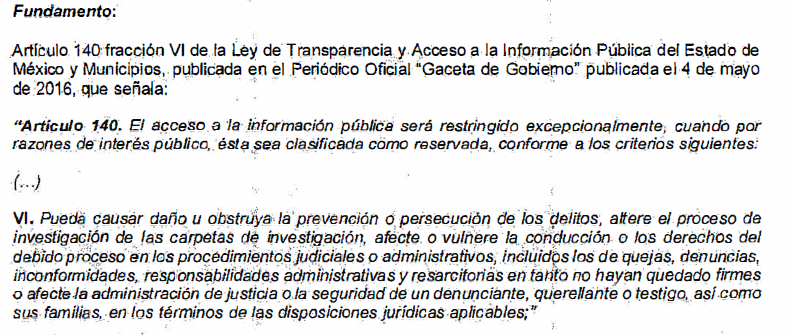 Fundamento:
Artículo 140 fracción VI de la Ley de Transparencia y Acceso a la Información Pública del Estado de
México y Municipios, publicada en el Periódico Oficial "Gaceta de Gobierno" publicada el 4 de mayo
de 2016, que señala:
"Artículo 140. El acceso a la información pública será restringido excepcionalmente, cuando por
razones de interés público, ésta sea clasificada como reservada, conforme a los criterios siguientes:
(...)
VI. Pueda causar daño u obstruya la prevención o persecución de los delitos, altere el proceso de
investigación de las carpetas de investigación, afecte o vulnere la conducción o los derechos del
debido proceso en los procedimientos judiciales o administrativos, incluidos los de quejas, denuncias,
inconformidades, responsabilidades administrativas y resarcitorias en tanto no hayan quedado firmes
o afecte la administración de justicia o la seguridad de un denunciante, querellante o testigo, así como
sus familias, en los términos de las disposiciones jurídicas aplicables;"